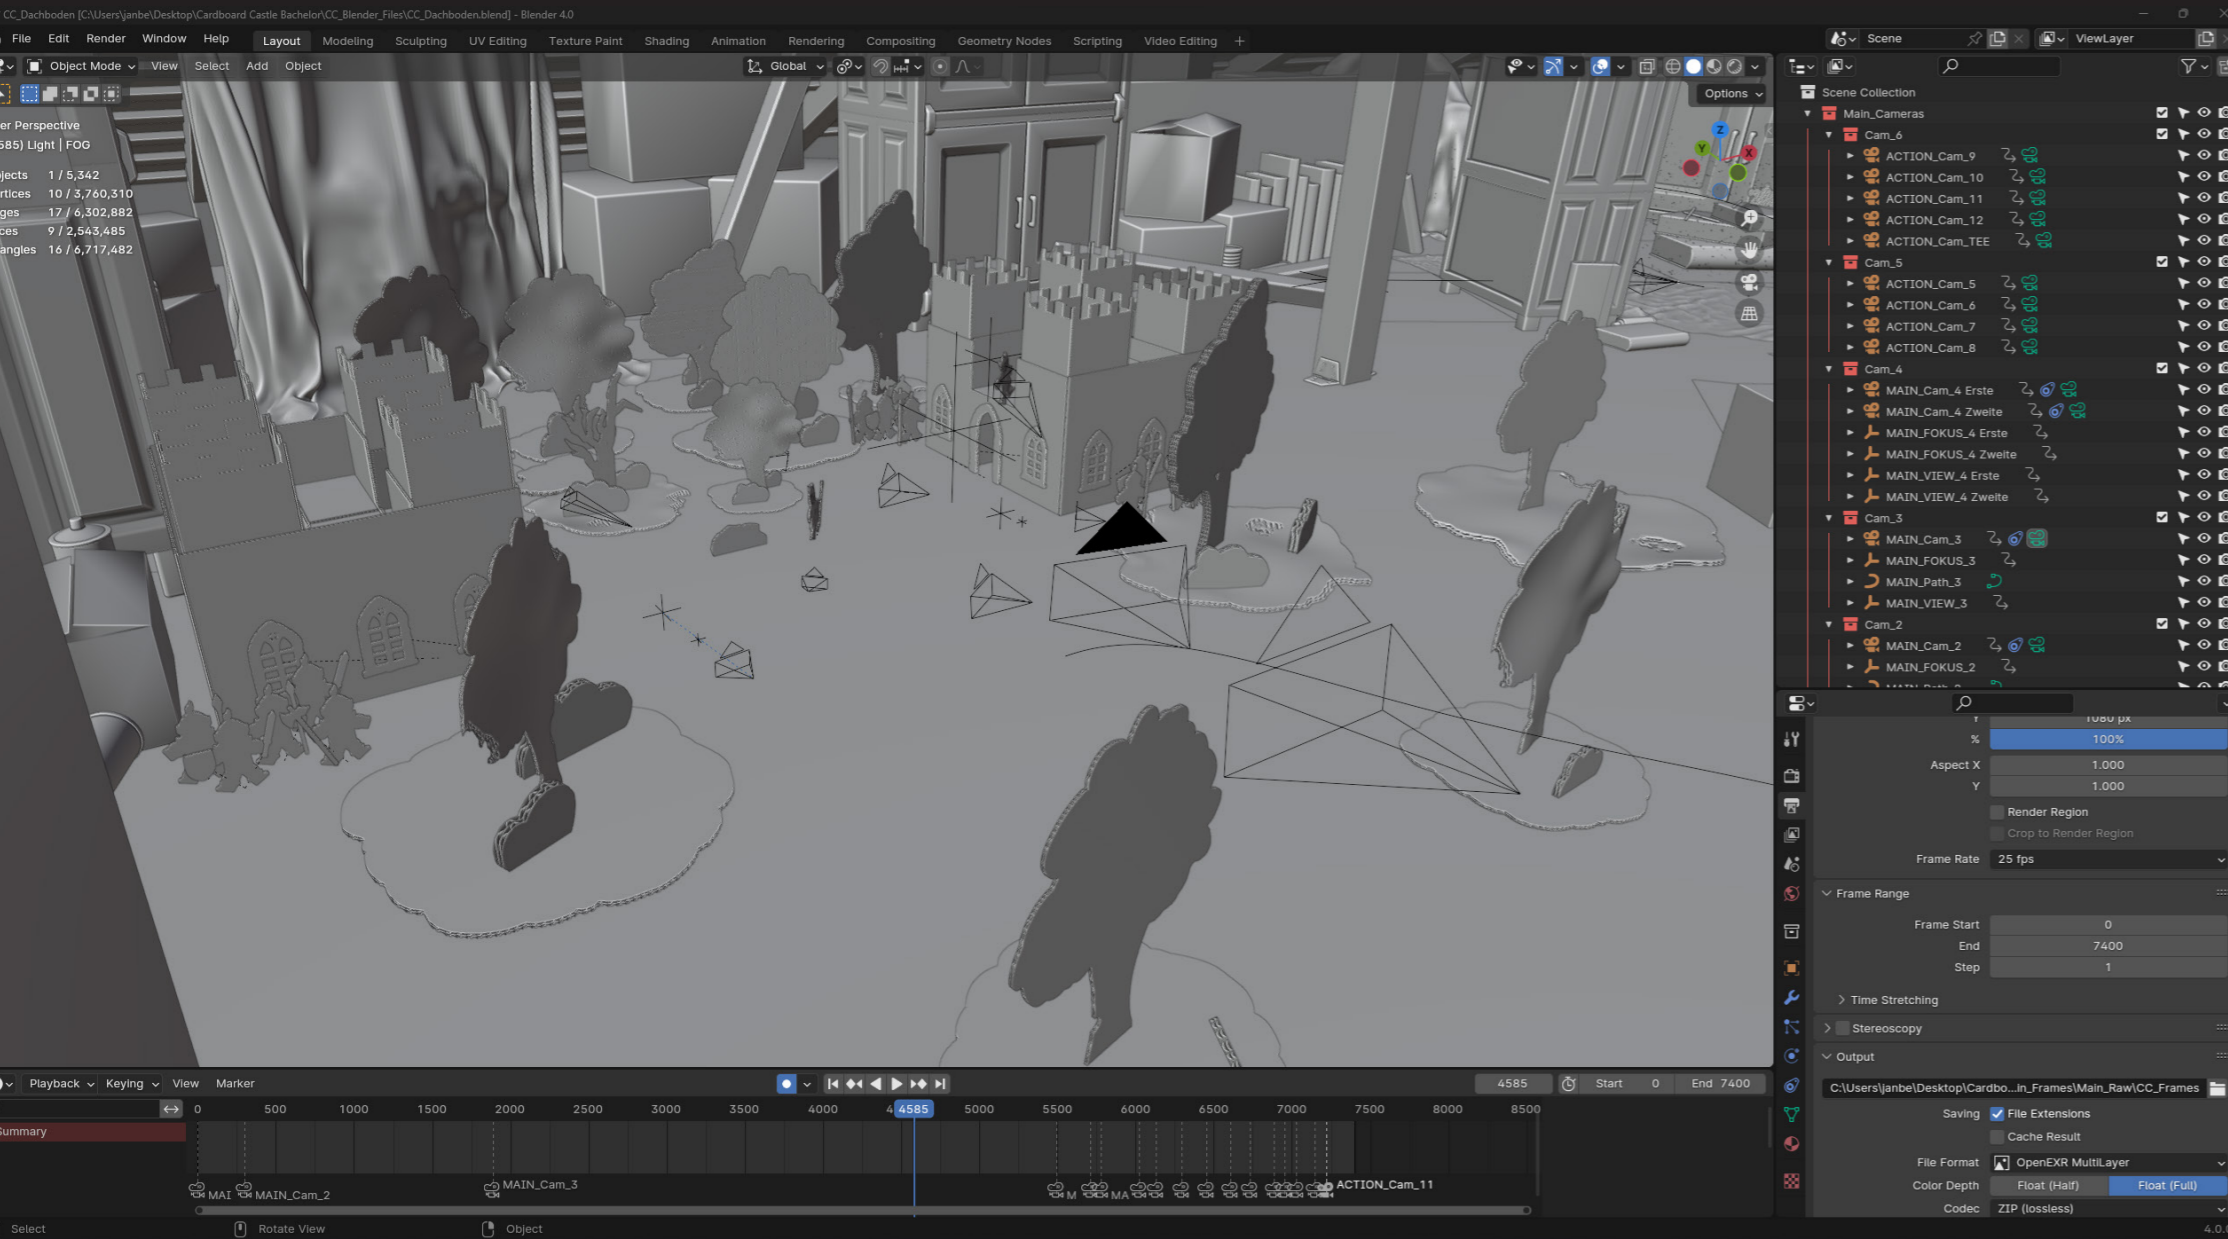 CC_Dachboden [C:\Users\janbe\Desktop\Cardboard Castle Bachelor\CC_Blender_Files\CC_Dachboden.blend] - Blender 4.0
File Edit Render Window Help Layout Modeling Sculpting UV Editing Texture Paint Shading Animation Rendering Compositing Geometry Nodes Scripting Video Editing + Scene ViewLayer
Object Mode View Select Add Object Global
Options
er Perspective
585) Light | FOG
jects 1 / 5,342
rtices 10 / 3,760,310
ges 17 / 6,302,882
ces 9 / 2,543,485
angles 16 / 6,717,482
Z
Y
X
Scene Collection
Main_Cameras
Cam_6
ACTION_Cam_9
ACTION_Cam_10
ACTION_Cam_11
ACTION_Cam_12
ACTION_Cam_TEE
Cam_5
ACTION_Cam_5
ACTION_Cam_6
ACTION_Cam_7
ACTION_Cam_8
Cam_4
MAIN_Cam_4 Erste
MAIN_Cam_4 Zweite
MAIN_FOKUS_4 Erste
MAIN_FOKUS_4 Zweite
MAIN_VIEW_4 Erste
MAIN_VIEW_4 Zweite
Cam_3
MAIN_Cam_3
MAIN_FOKUS_3
MAIN_Path_3
MAIN_VIEW_3
Cam_2
MAIN_Cam_2
MAIN_FOKUS_2
Y 1080 px
% 100%
Aspect X 1.000
Y 1.000
Render Region
Crop to Render Region
Frame Rate 25 fps
Frame Range
Frame Start 0
End 7400
Step 1
Time Stretching
Stereoscopy
Output
C:\Users\janbe\Desktop\Cardbo...in_Frames\Main_Raw\CC_Frames
Saving File Extensions
Cache Result
File Format OpenEXR MultiLayer
Color Depth Float (Half) Float (Full)
Codec ZIP (lossless)
Playback Keying View Marker 4585 Start 0 End 7400
0 500 1000 1500 2000 2500 3000 3500 4000 4 4585 5000 5500 6000 6500 7000 7500 8000 8500
Summary
MAI MAIN_Cam_2 MAIN_Cam_3 M MA ACTION_Cam_11
Select Rotate View Object 4.0.